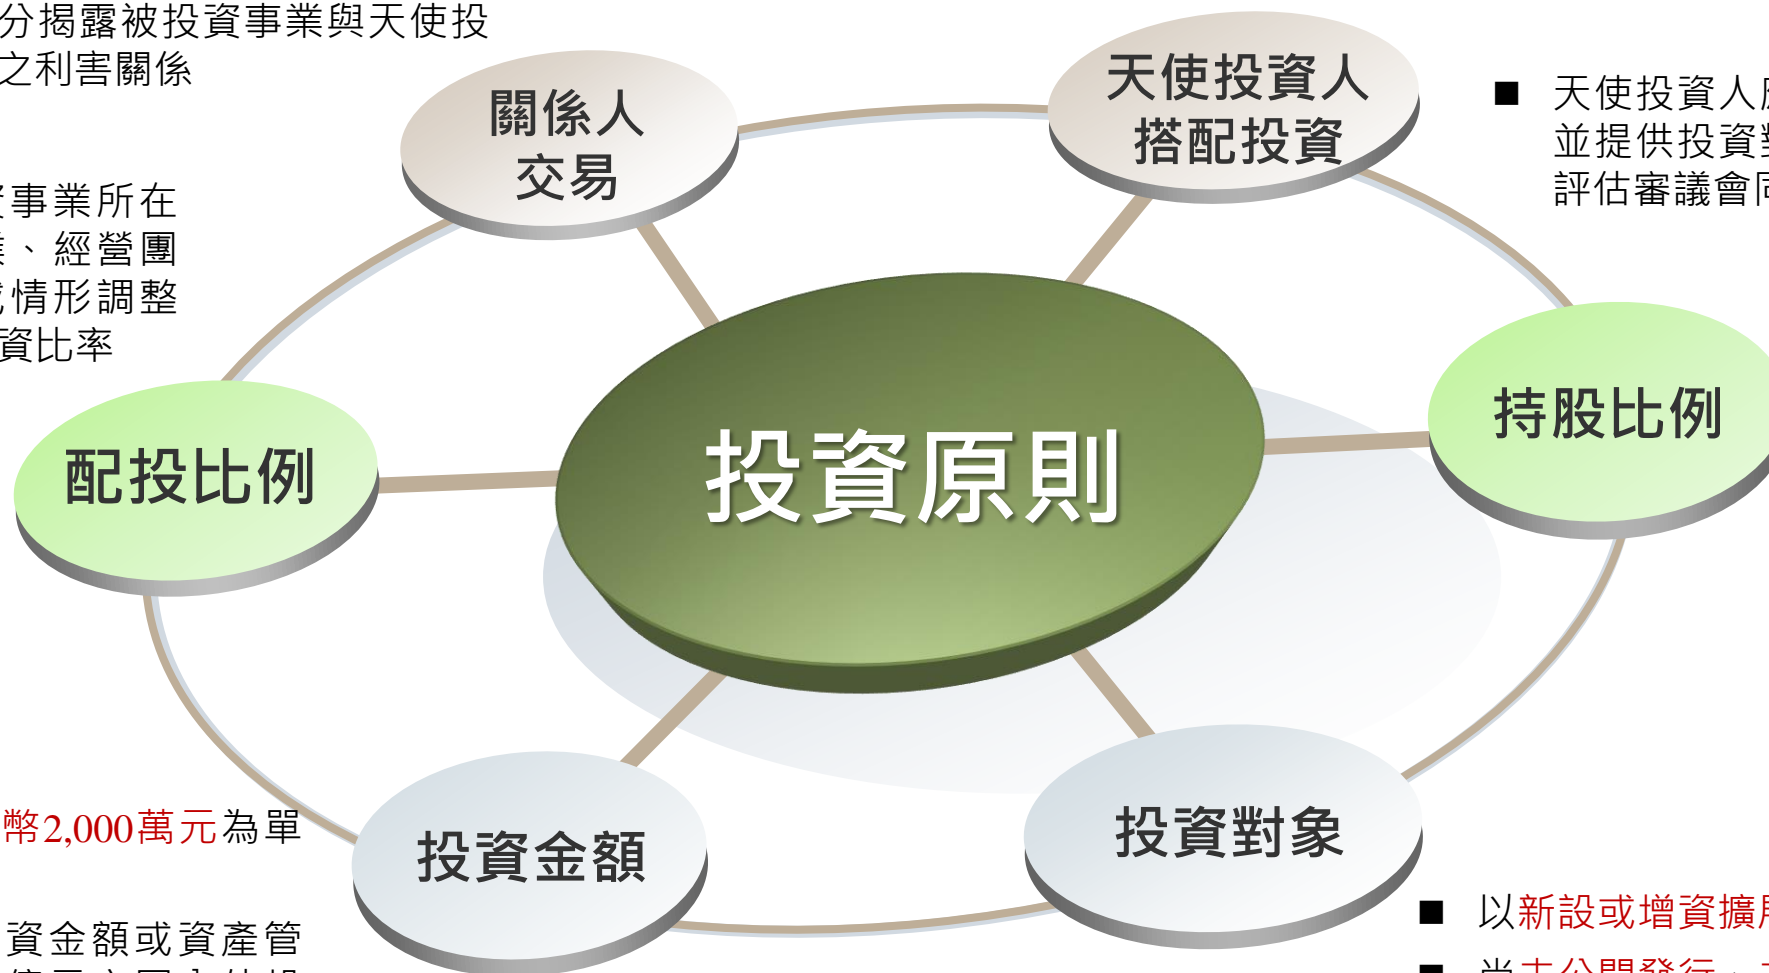 分揭露被投資事業與天使投
之利害關係
關係人
交易
天使投資人
搭配投資
■ 天使投資人
並提供投資
評估審議會
事業所在
、經營團
情形調整
資比率
持股比例
配投比例
投資原則
幣2,000萬元為單
投資金額
投資對象
資金額或資產管
■ 以新設或增資擴